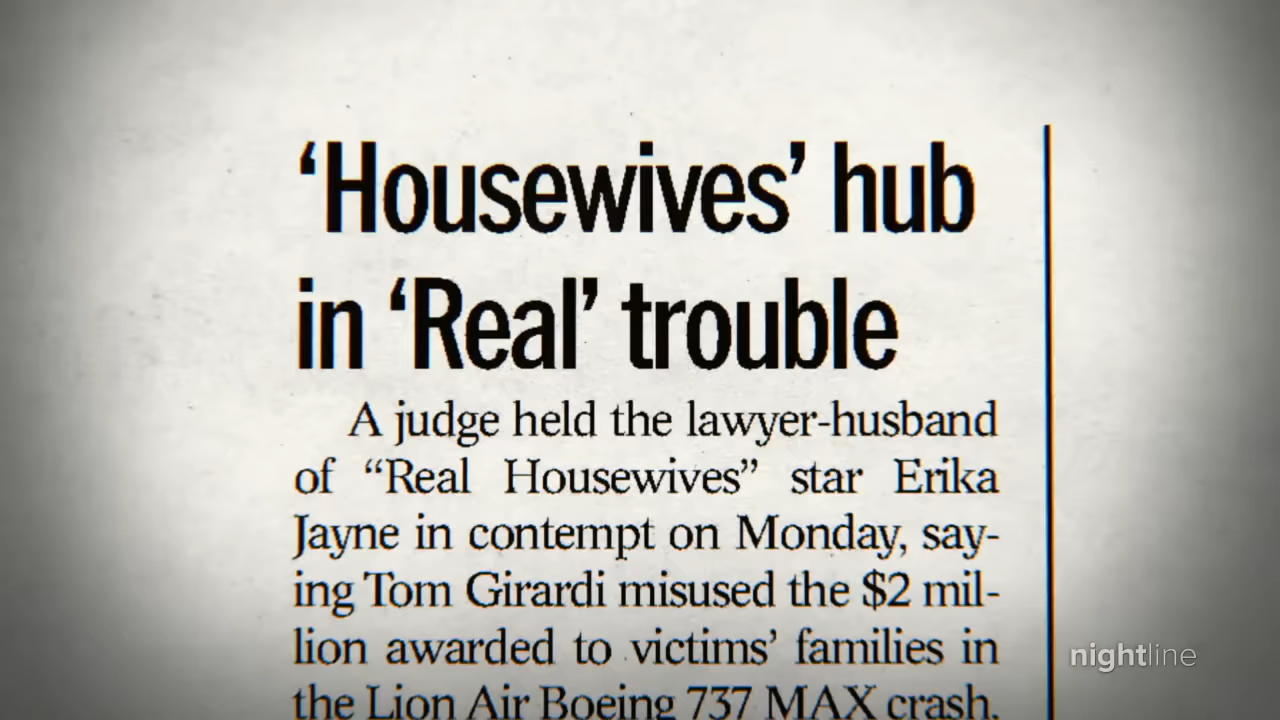 ‘Housewives’ hub
in ‘Real’ trouble
A judge held the lawyer-husband
of “Real Housewives” star Erika
Jayne in contempt on Monday, say-
ing Tom Girardi misused the $2 mil-
lion awarded to victims’ families in
the Lion Air Boeing 737 MAX crash.
nightline